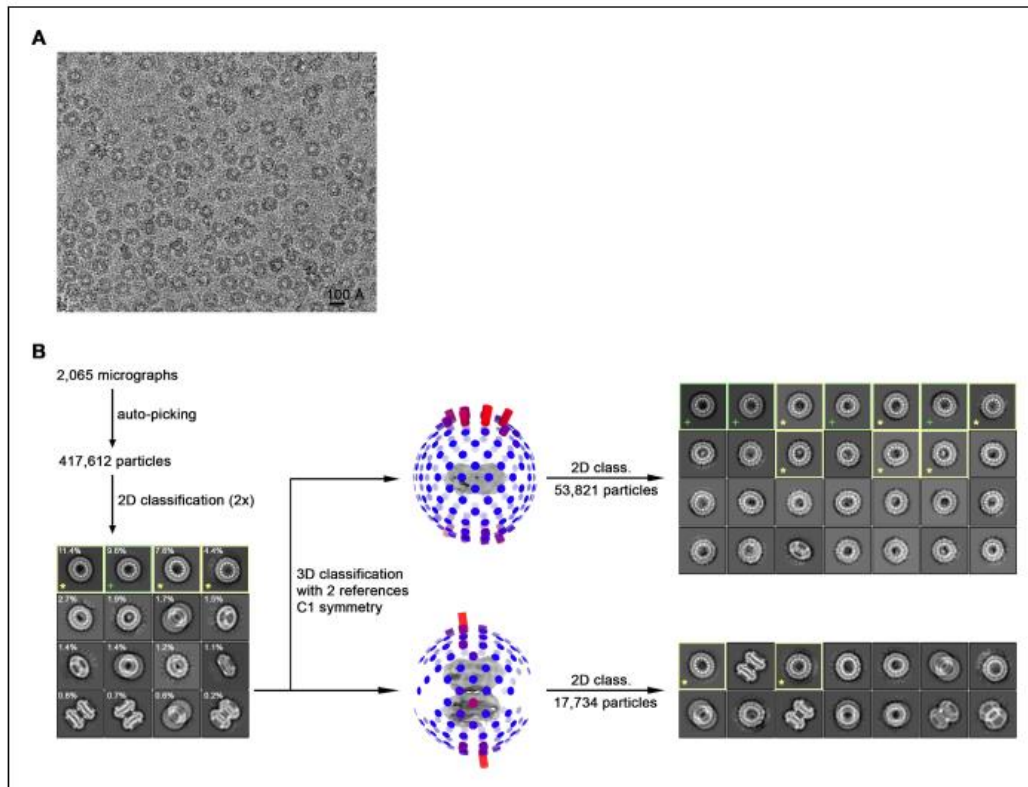 A
100 Å
B
2,065 micrographs
auto-picking
417,612 particles
2D classification (2x)
11.4% 9.6% 7.6% 4.4%
* + * *
2.7% 1.9% 1.7% 1.5%
1.4% 1.4% 1.2% 1.1%
0.8% 0.7% 0.6% 0.2%
3D classification
with 2 references
C1 symmetry
2D class.
53,821 particles
+ + * + * + *
* * *
2D class.
17,734 particles
* *